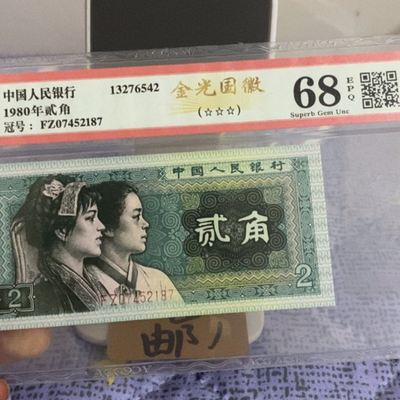 中国人民银行
1980年贰角
冠号：FZ07452187
13276542
金光国徽
(☆☆☆)
68 EPQ
Superb Gem Unc
中国人民银行
贰角
2
2
FZ07452187
邮